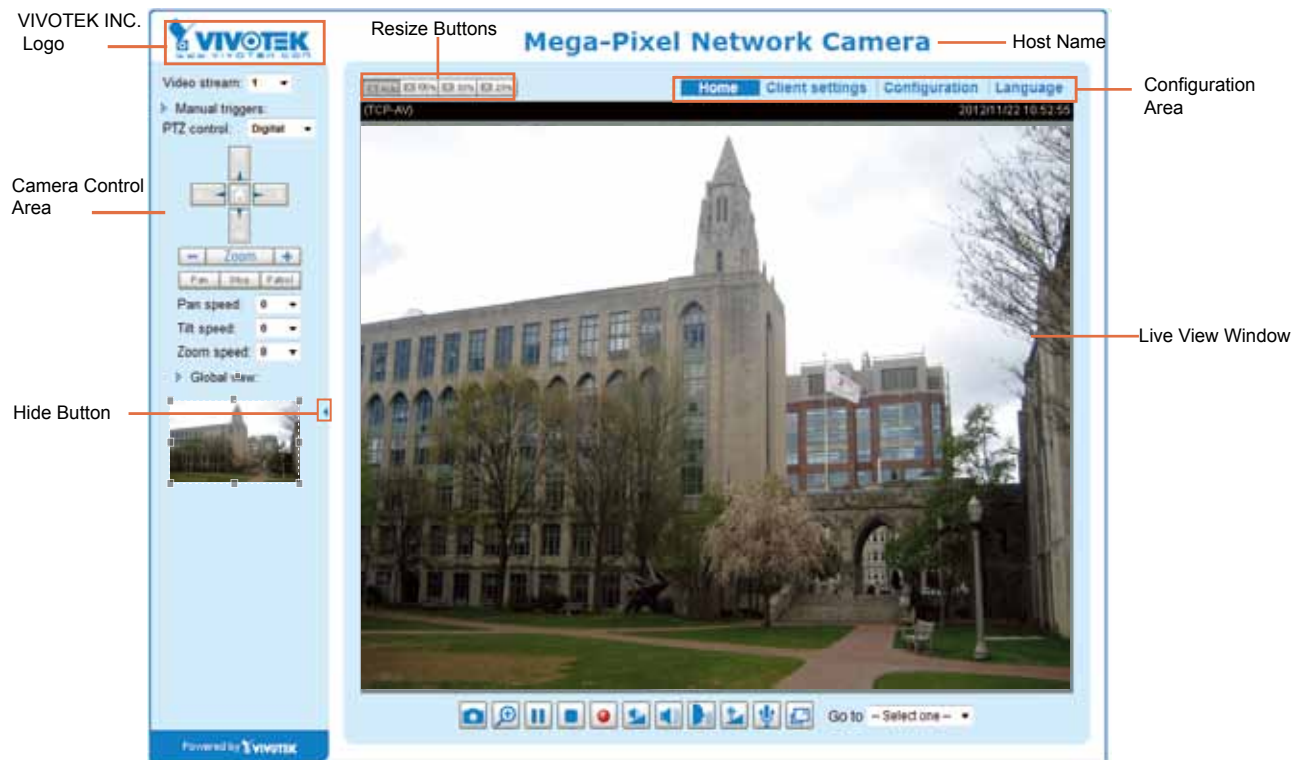 VIVOTEK INC.
Logo
VIVOTEK
www.vivotek.com
Resize Buttons
Mega-Pixel Network Camera
Host Name
Video stream: 1
Manual triggers:
PTZ control: Digital
Home Client settings Configuration Language
Configuration
Area
(TCP-AV) 2012/11/22 10:52:55
Camera Control
Area
Zoom
Pan Stop Patrol
Pan speed: 0
Tilt speed: 0
Zoom speed: 0
Global view:
Live View Window
Hide Button
Go to -- Select one --
Powered by VIVOTEK